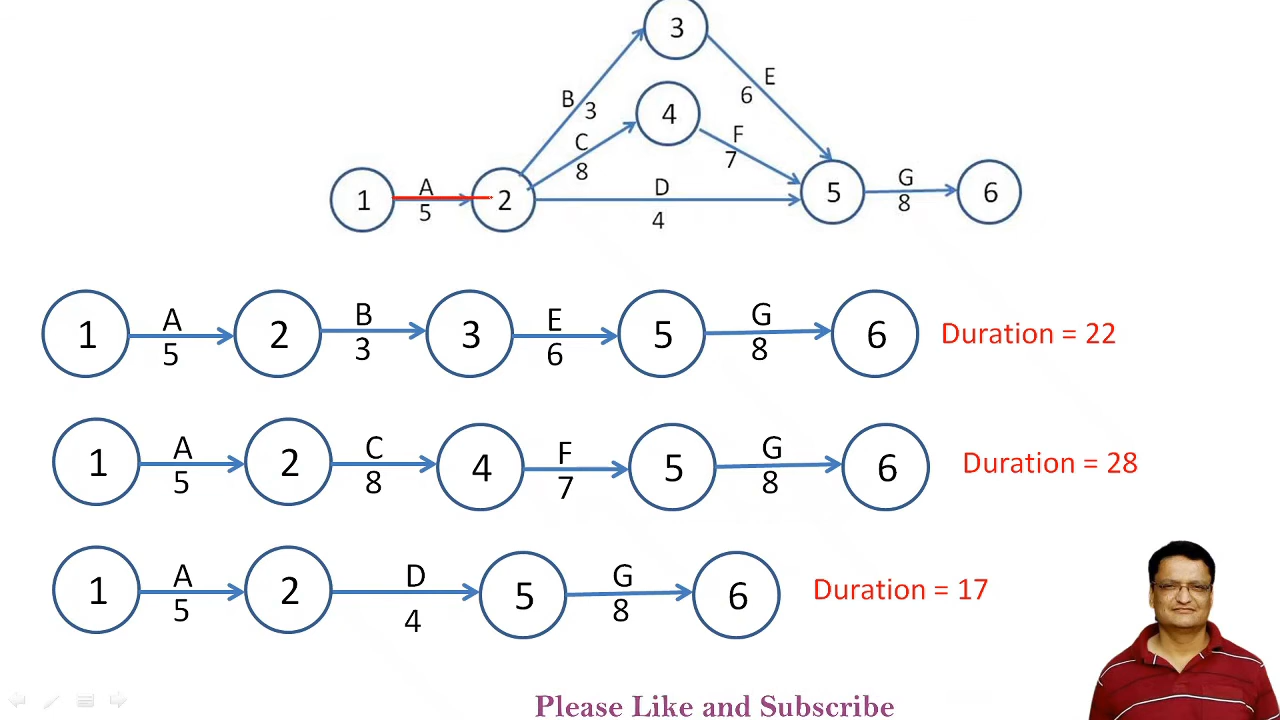 3
E
6
B
3
4
C
8
F
7
1
A
5
2
D
4
5
G
8
6
1 A 5 2 B 3 3 E 6 5 G 8 6 Duration = 22
1 A 5 2 C 8 4 F 7 5 G 8 6 Duration = 28
1 A 5 2 D 4 5 G 8 6 Duration = 17
Please Like and Subscribe